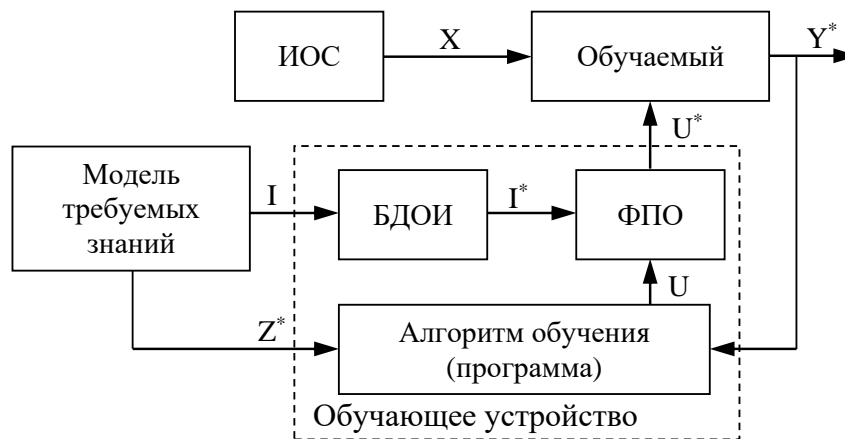 ИОС
X
Обучаемый
Y*
U*
Модель
требуемых
знаний
I
БДОИ
I*
ФПО
U
Z*
Алгоритм обучения
(программа)
Обучающее устройство